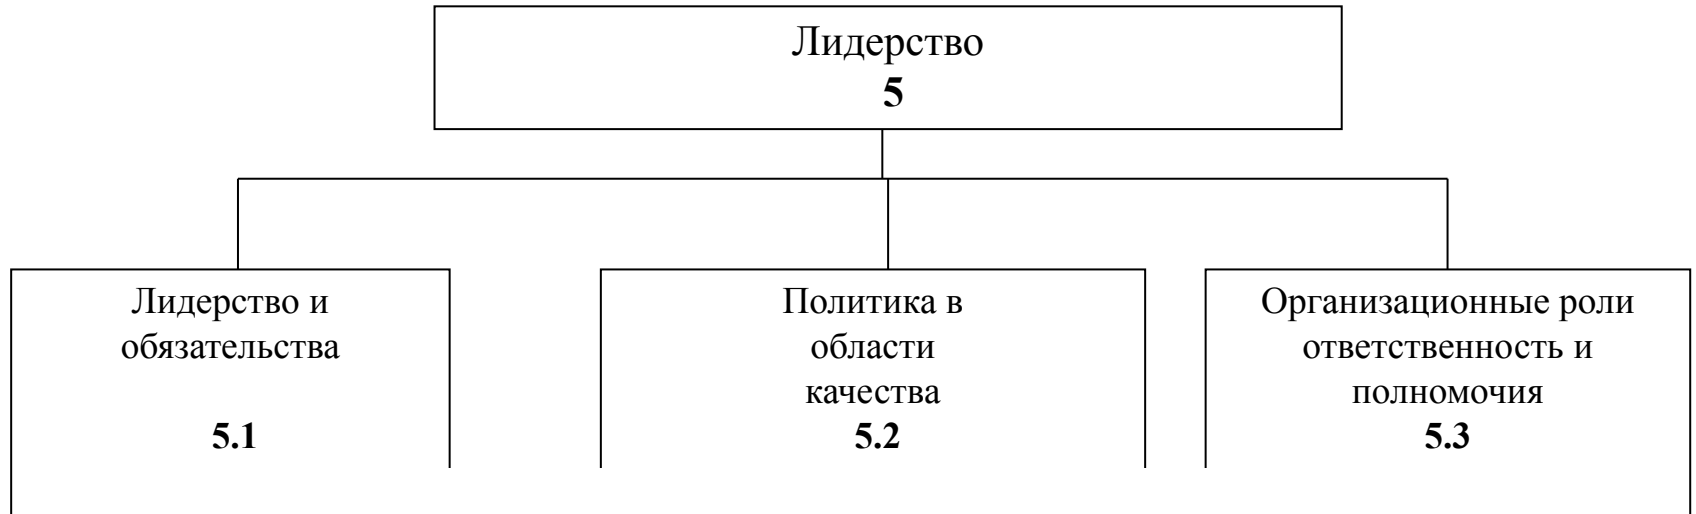 Лидерство
5
Лидерство и
обязательства
5.1
Политика в
области
качества
5.2
Организационные роли
ответственность и
полномочия
5.3